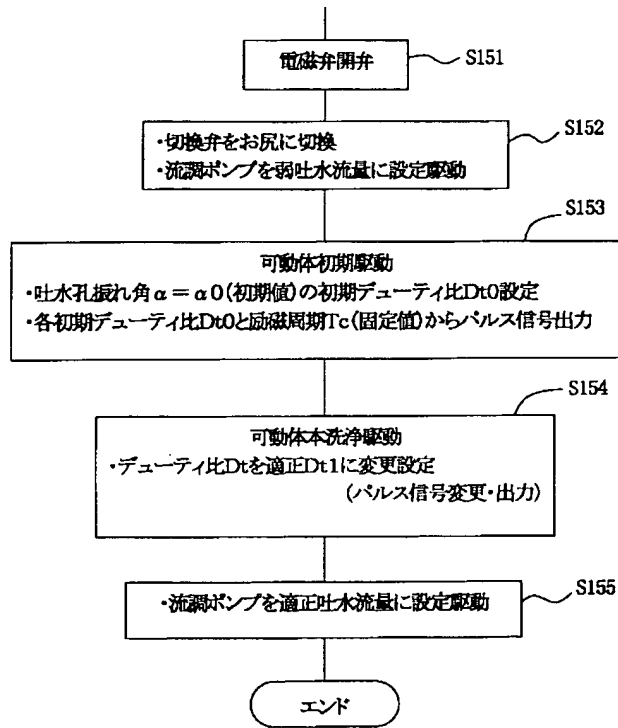 電磁弁開弁
S151
S152
・切換弁をお尻に切換
・流調ポンプを弱吐水流量に設定駆動
S153
可動体初期駆動
・吐水孔振れ角α=α0(初期値)の初期デューティ比Dt0設定
・各初期デューティ比Dt0と励磁周期Tc(固定値)からパルス信号出力
S154
可動体本洗浄駆動
・デューティ比Dtを適正Dt1に変更設定
(パルス信号変更・出力)
S155
・流調ポンプを適正吐水流量に設定駆動
エンド